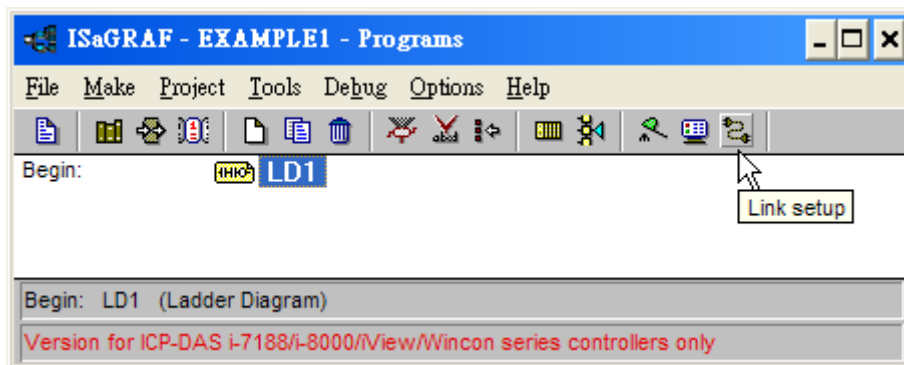 ISaGRAF - EXAMPLE1 - Programs
File Make Project Tools Debug Options Help
Begin: LD1
Link setup
Begin: LD1 (Ladder Diagram)
Version for ICP-DAS i-7188/i-8000/iView/Wincon series controllers only